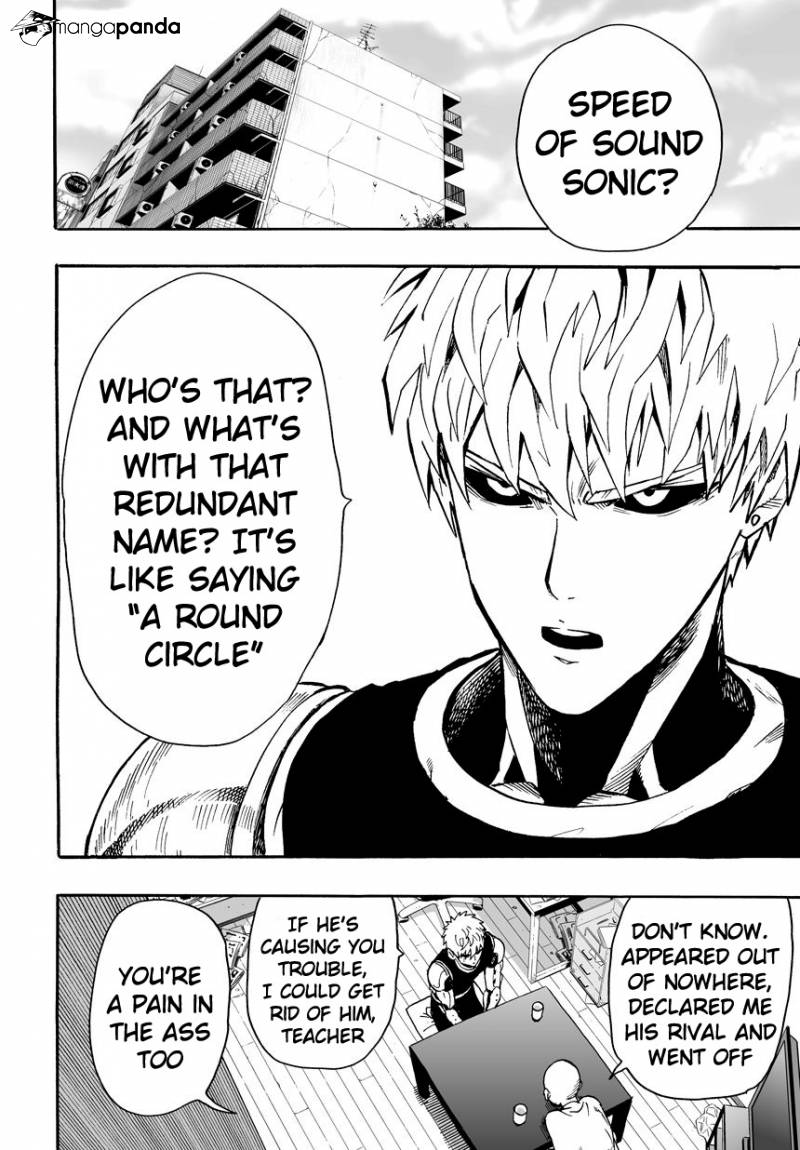 mangapanda
SPEED
OF SOUND
SONIC?
WHO'S THAT?
AND WHAT'S
WITH THAT
REDUNDANT
NAME? IT'S
LIKE SAYING
"A ROUND
CIRCLE"
DON'T KNOW.
APPEARED OUT
OF NOWHERE,
DECLARED ME
HIS RIVAL AND
WENT OFF
IF HE'S
CAUSING YOU
TROUBLE,
I COULD GET
RID OF HIM,
TEACHER
YOU'RE
A PAIN IN
THE ASS
TOO